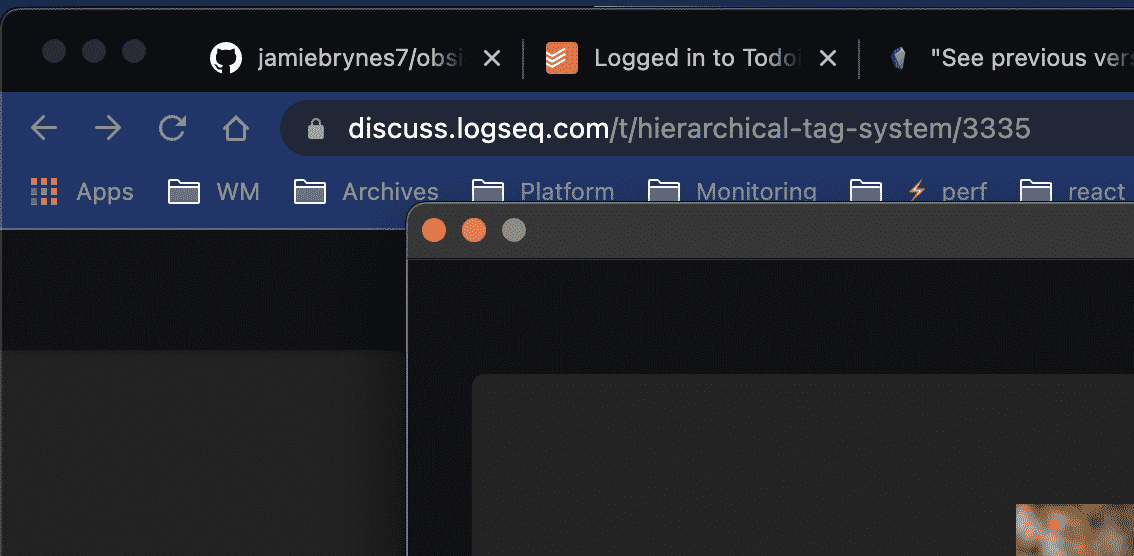 jamiebrynes7/obsi Logged in to Todoi "See previous ver
discuss.logseq.com/t/hierarchical-tag-system/3335
Apps WM Archives Platform Monitoring perf react